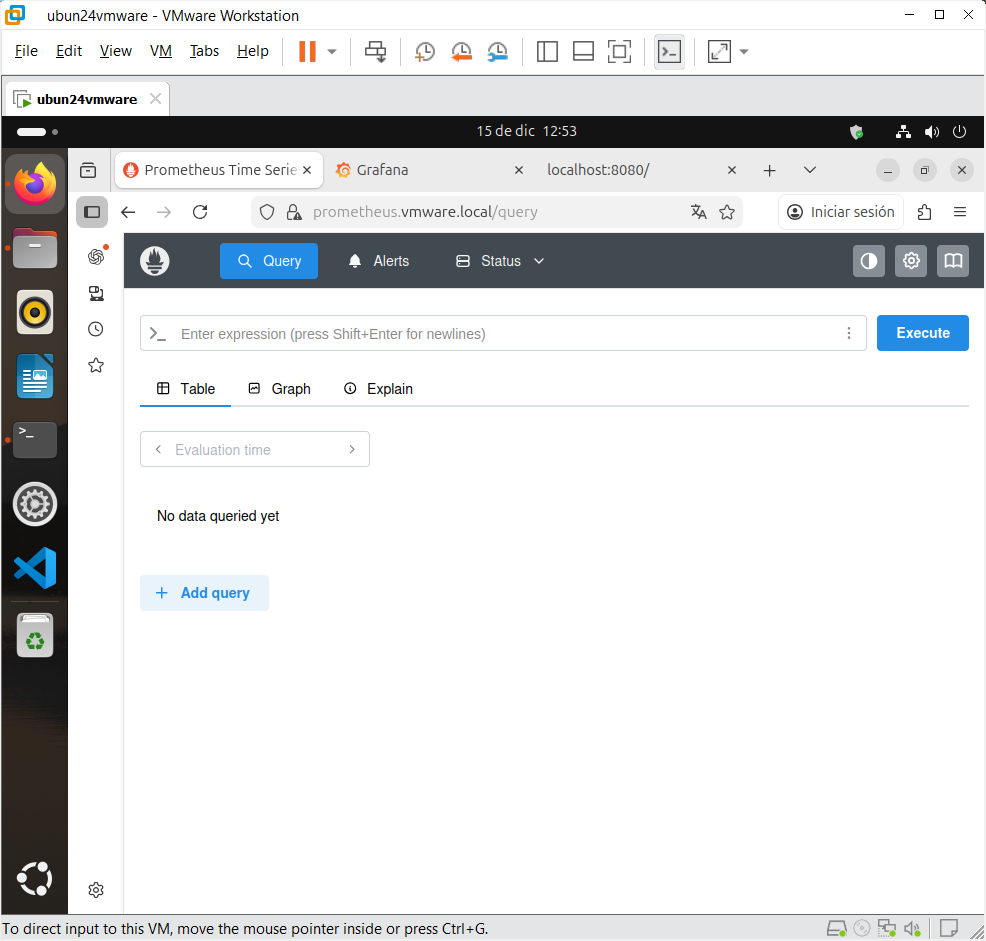 ubun24vmware - VMware Workstation
File Edit View VM Tabs Help
ubun24vmware
15 de dic 12:53
Prometheus Time Serie
Grafana
localhost:8080/
prometheus.vmware.local/query
Iniciar sesión
Query
Alerts
Status
>_ Enter expression (press Shift+Enter for newlines)
Execute
Table
Graph
Explain
Evaluation time
No data queried yet
+ Add query
To direct input to this VM, move the mouse pointer inside or press Ctrl+G.